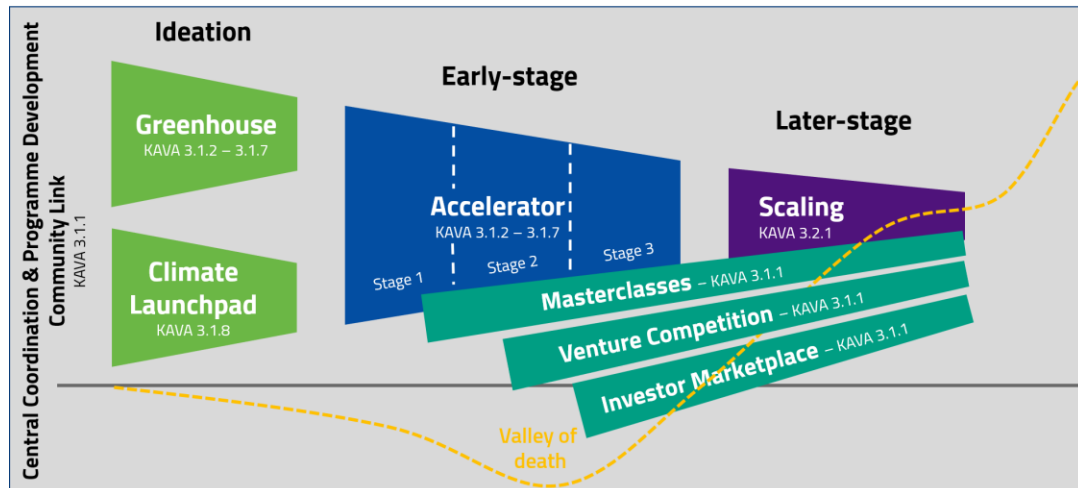 Central Coordination & Programme Development
Community Link
KAVA 3.1.1
Ideation
Greenhouse
KAVA 3.1.2 – 3.1.7
Climate
Launchpad
KAVA 3.1.8
Early-stage
Accelerator
KAVA 3.1.2 – 3.1.7
Stage 1
Stage 2
Stage 3
Later-stage
Scaling
KAVA 3.2.1
Masterclasses – KAVA 3.1.1
Venture Competition – KAVA 3.1.1
Investor Marketplace – KAVA 3.1.1
Valley of
death